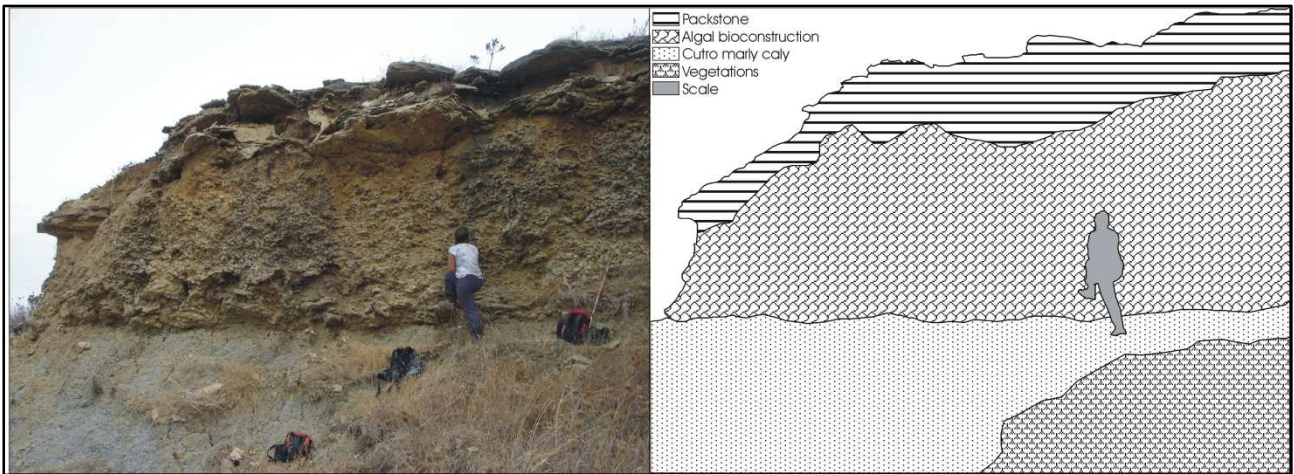 Packstone
Algal bioconstruction
Cutro marly caly
Vegetations
Scale